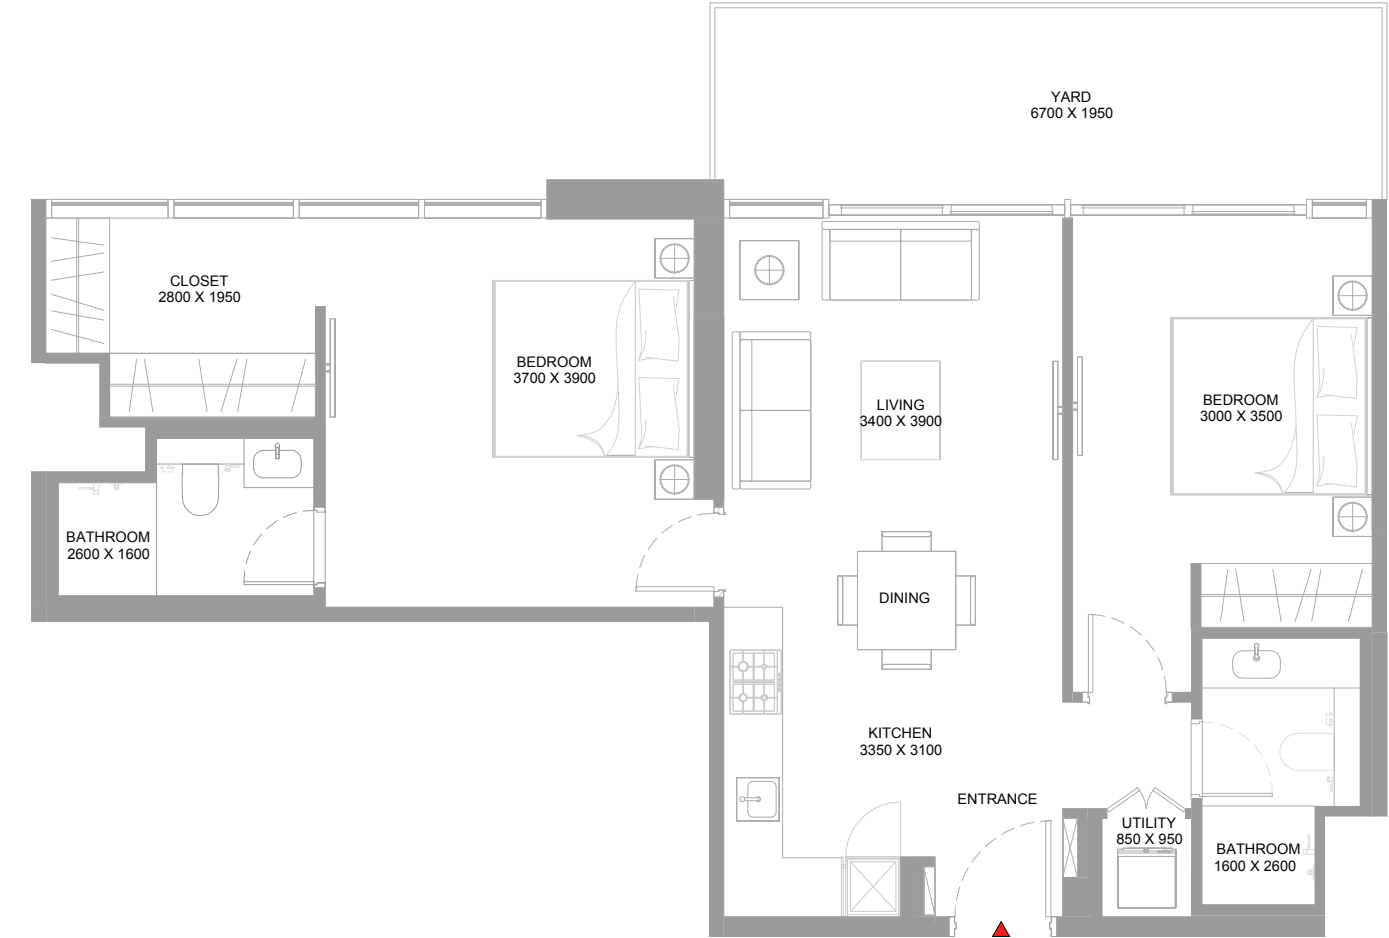 YARD
6700 X 1950
CLOSET
2800 X 1950
BEDROOM
3700 X 3900
LIVING
3400 X 3900
BEDROOM
3000 X 3500
BATHROOM
2600 X 1600
DINING
KITCHEN
3350 X 3100
ENTRANCE
UTILITY
850 X 950
BATHROOM
1600 X 2600